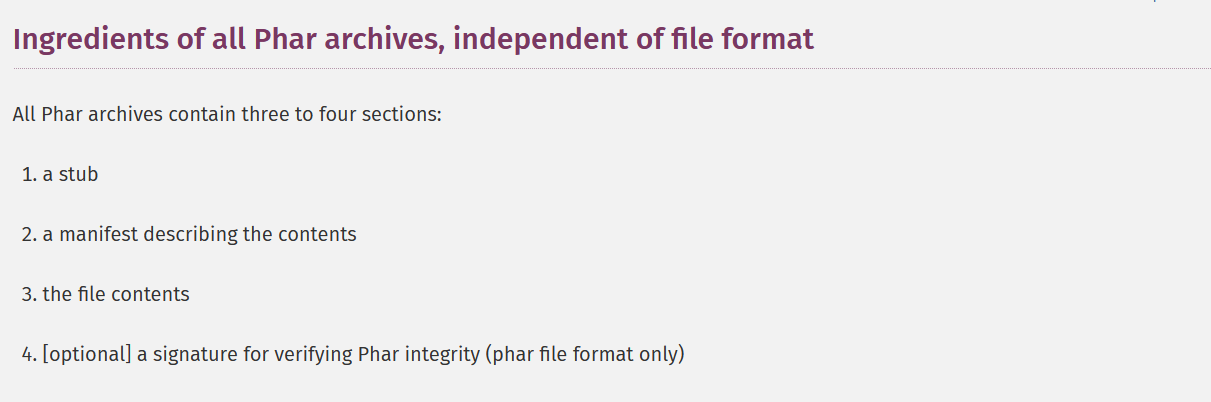 Ingredients of all Phar archives, independent of file format
All Phar archives contain three to four sections:
1. a stub
2. a manifest describing the contents
3. the file contents
4. [optional] a signature for verifying Phar integrity (phar file format only)